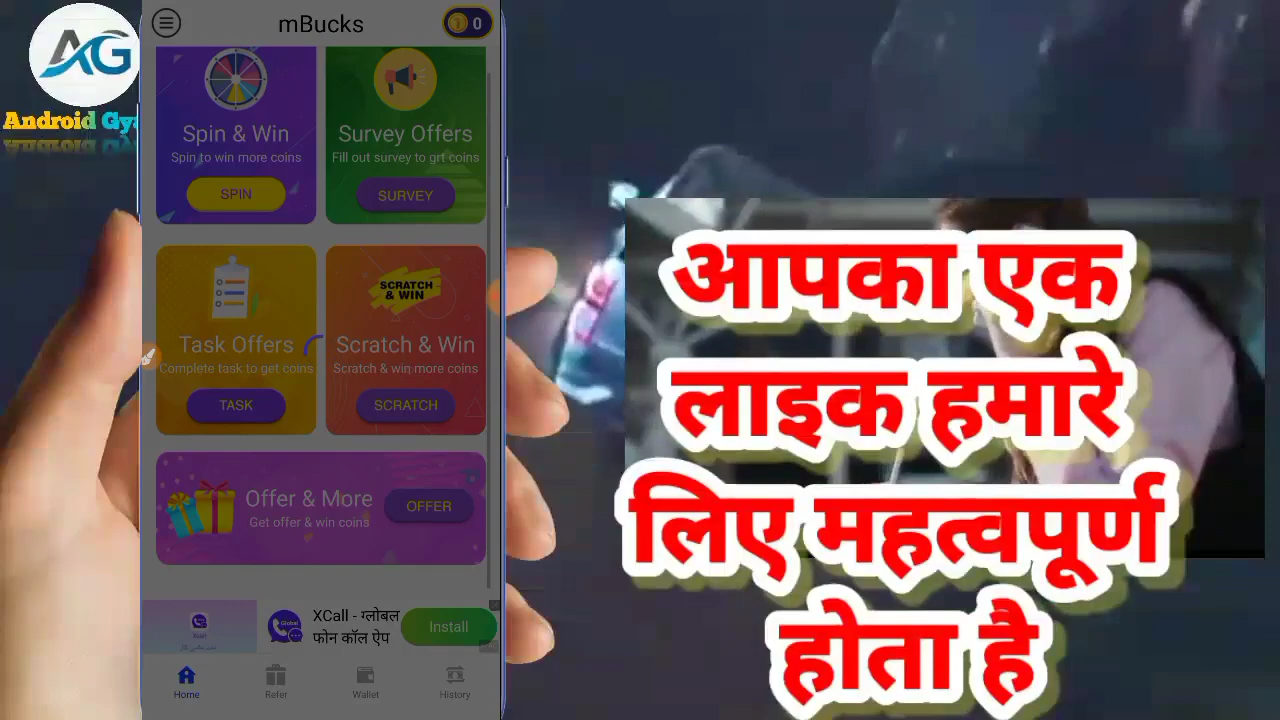 AG
Android Gy
mBucks
0
Spin & Win
Spin to win more coins
SPIN
Survey Offers
Fill out survey to grt coins
SURVEY
Task Offers
Complete task to get coins
TASK
SCRATCH
& WIN
Scratch & Win
Scratch & win more coins
SCRATCH
Offer & More
Get offer & win coins
OFFER
Global
XCall - ग्लोबल
फोन कॉल ऐप
Install
Home
Refer
Wallet
History
आपका एक
लाइक हमारे
लिए महत्वपूर्ण
होता है